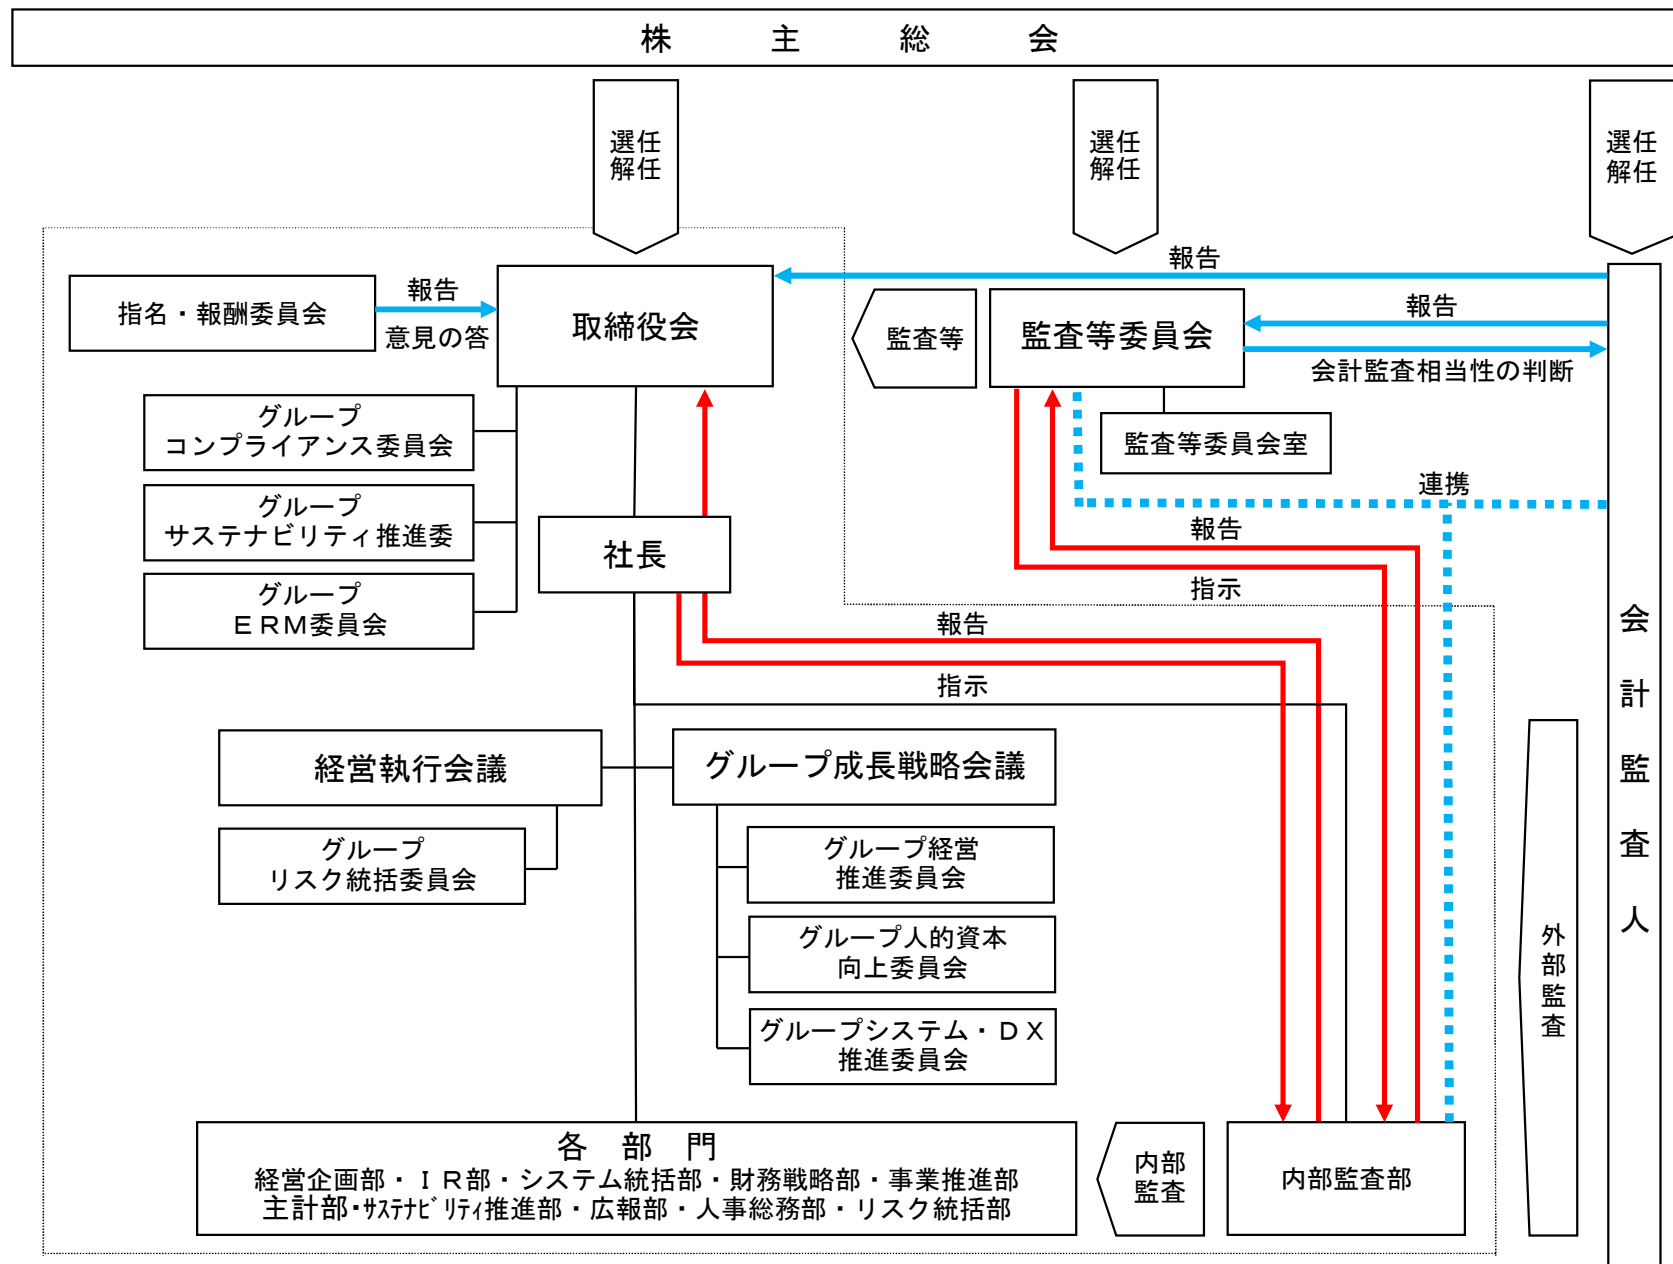 株主総会
選任
解任
選任
解任
選任
解任
指名・報酬委員会
報告
意見の答
取締役会
監査等
監査等委員会
報告
報告
会計監査相当性の判断
監査等委員会室
グループ
コンプライアンス委員会
グループ
サステナビリティ推進委
グループ
ERM委員会
社長
連携
報告
指示
報告
指示
会計監査人
経営執行会議
グループ成長戦略会議
グループ
リスク統括委員会
グループ経営
推進委員会
グループ人的資本
向上委員会
グループシステム・DX
推進委員会
外部監査
各部門
経営企画部・IR部・システム統括部・財務戦略部・事業推進部
主計部・ｻｽﾃﾅﾋﾞﾘﾃｨ推進部・広報部・人事総務部・リスク統括部
内部
監査
内部監査部